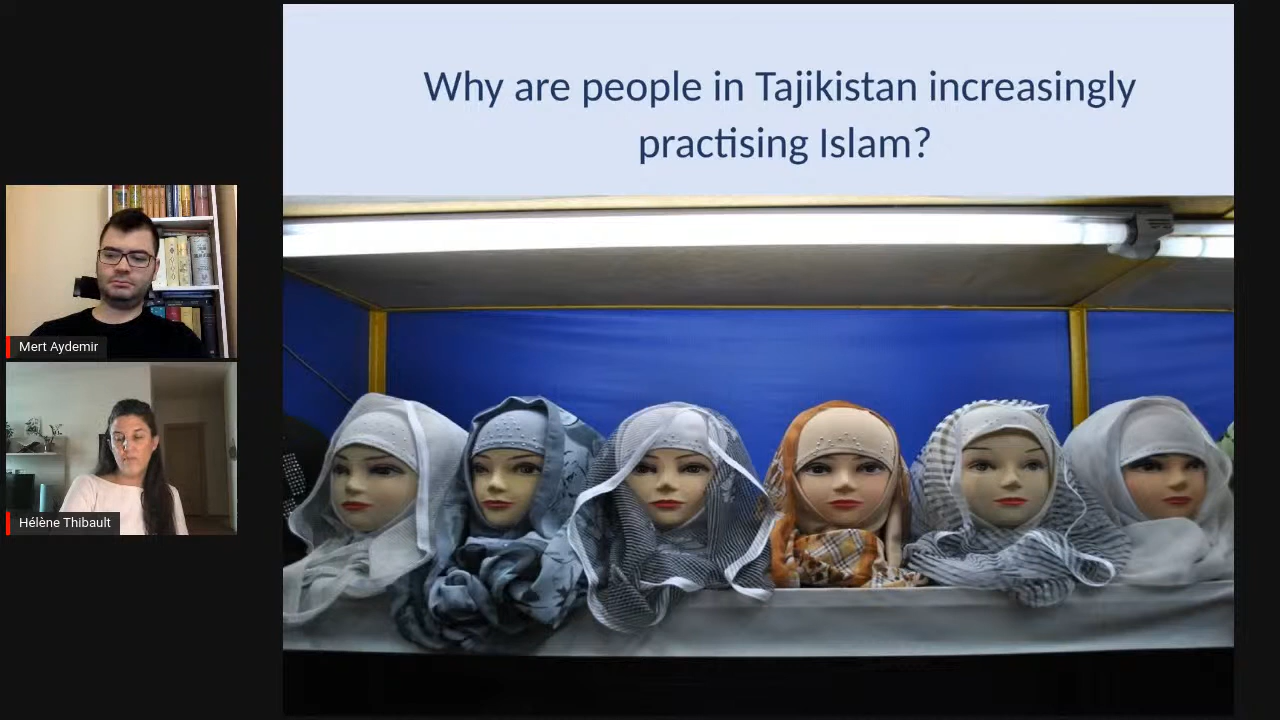 Why are people in Tajikistan increasingly
practising Islam?
Mert Aydemir
Hélène Thibault